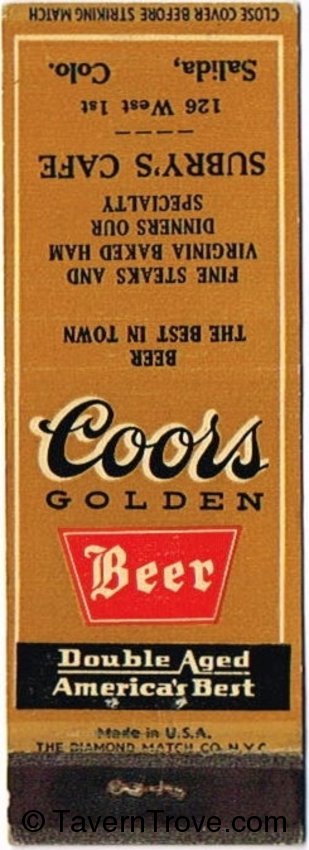 CLOSE COVER BEFORE STRIKING MATCH
BEER
THE BEST IN TOWN
FINE STEAKS AND
VIRGINIA BAKED HAM
DINNERS OUR
SPECIALTY
SUBRY'S CAFE
126 West 1st
Salida, Colo.
Coors
GOLDEN
Beer
Double Aged
America's Best
Made in U.S.A.
THE DIAMOND MATCH CO. N.Y.C.
© TavernTrove.com